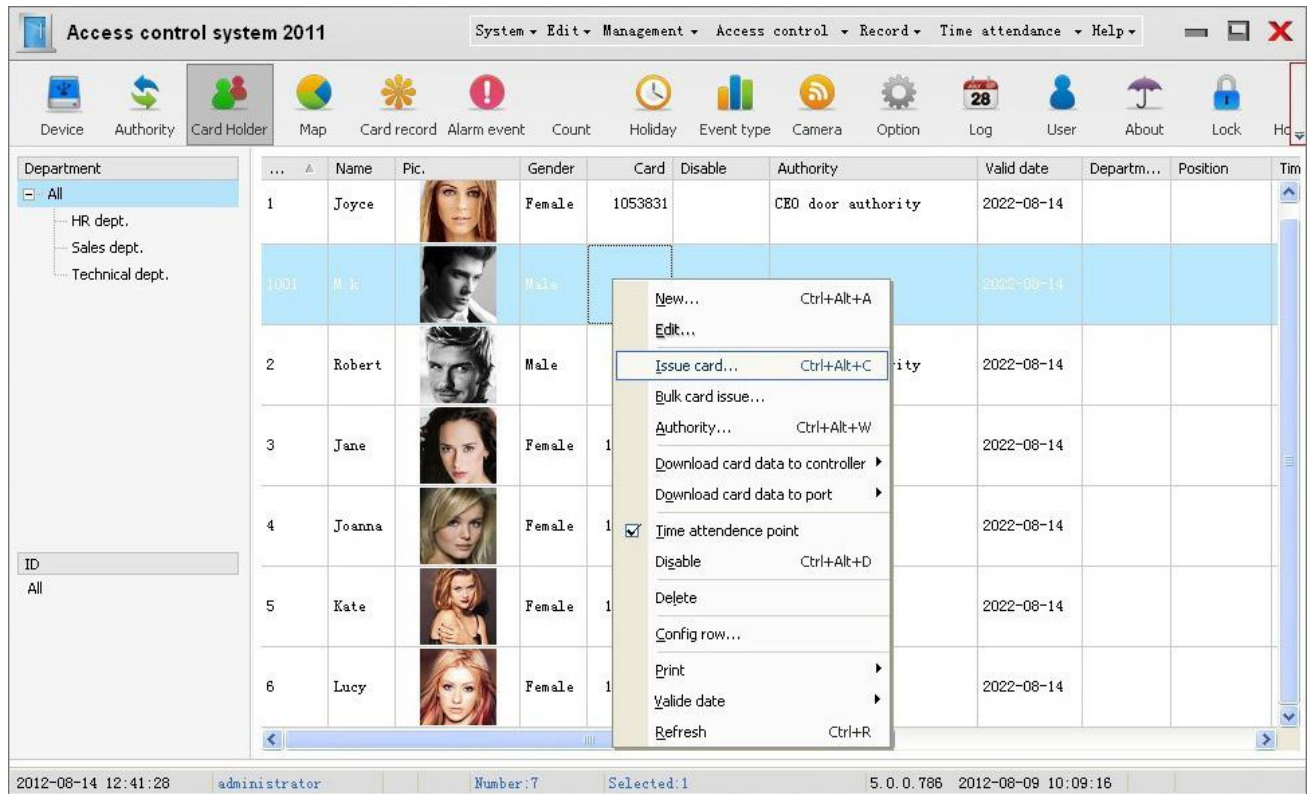 Access control system 2011
System Edit Management Access control Record Time attendance Help
Device Authority Card Holder Map Card record Alarm event Count Holiday Event type Camera Option Log User About Lock
28
Department
All
HR dept.
Sales dept.
Technical dept.
ID
All
... Name Pic. Gender Card Disable Authority Valid date Departm... Position Tim
1 Joyce Female 1053831 CEO door authority 2022-08-14
1001 M.k Male 2022-08-14
2 Robert Male ity 2022-08-14
3 Jane Female 1 2022-08-14
4 Joanna Female 1 2022-08-14
5 Kate Female 1 2022-08-14
6 Lucy Female 1 2022-08-14
New... Ctrl+Alt+A
Edit...
Issue card... Ctrl+Alt+C
Bulk card issue...
Authority... Ctrl+Alt+W
Download card data to controller
Download card data to port
Time attendence point
Disable Ctrl+Alt+D
Delete
Config row...
Print
Valide date
Refresh Ctrl+R
2012-08-14 12:41:28 administrator Number:7 Selected:1 5.0.0.786 2012-08-09 10:09:16